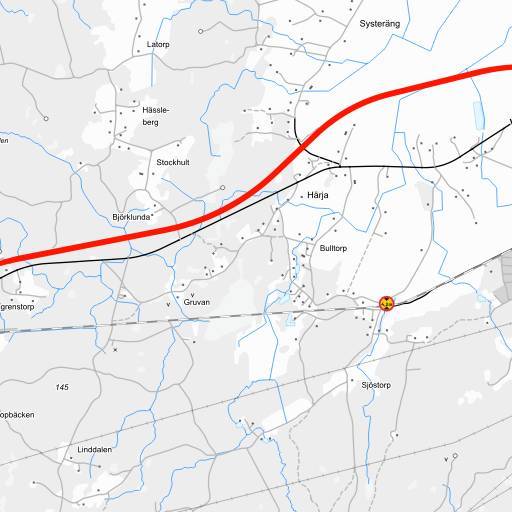 Systeräng
Latorp
Hässle-
berg
Stockhult
Härja
Björklunda
Bulltorp
Gruvan
grenstorp
145
Sjöstorp
opbäcken
Linddalen